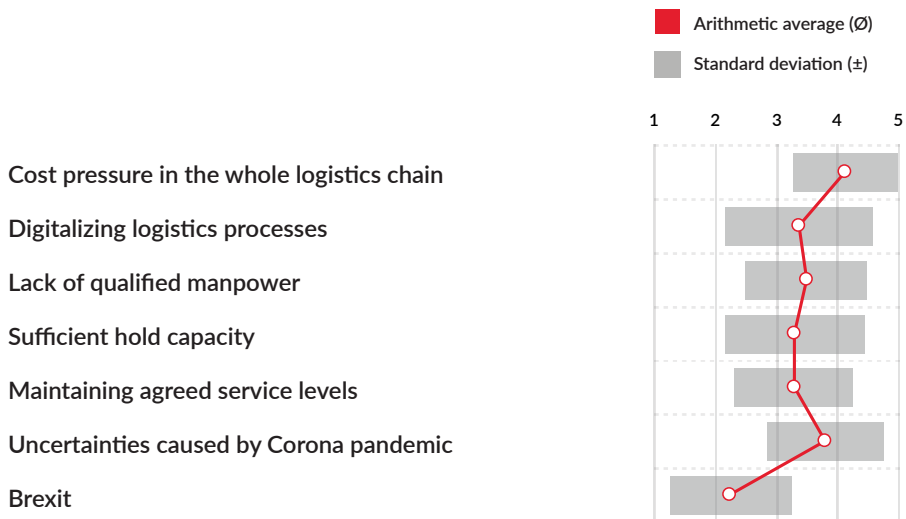 Arithmetic average (Ø)
Standard deviation (±)
1 2 3 4 5
Cost pressure in the whole logistics chain
Digitalizing logistics processes
Lack of qualified manpower
Sufficient hold capacity
Maintaining agreed service levels
Uncertainties caused by Corona pandemic
Brexit